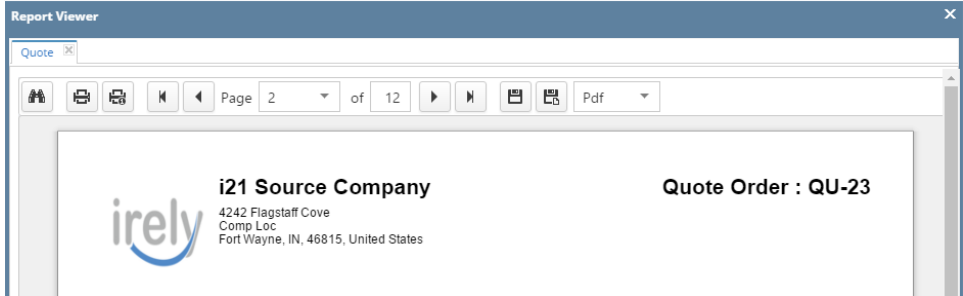 Report Viewer
Quote
Page 2 of 12 Pdf
i21 Source Company
Quote Order : QU-23
irely
4242 Flagstaff Cove
Comp Loc
Fort Wayne, IN, 46815, United States